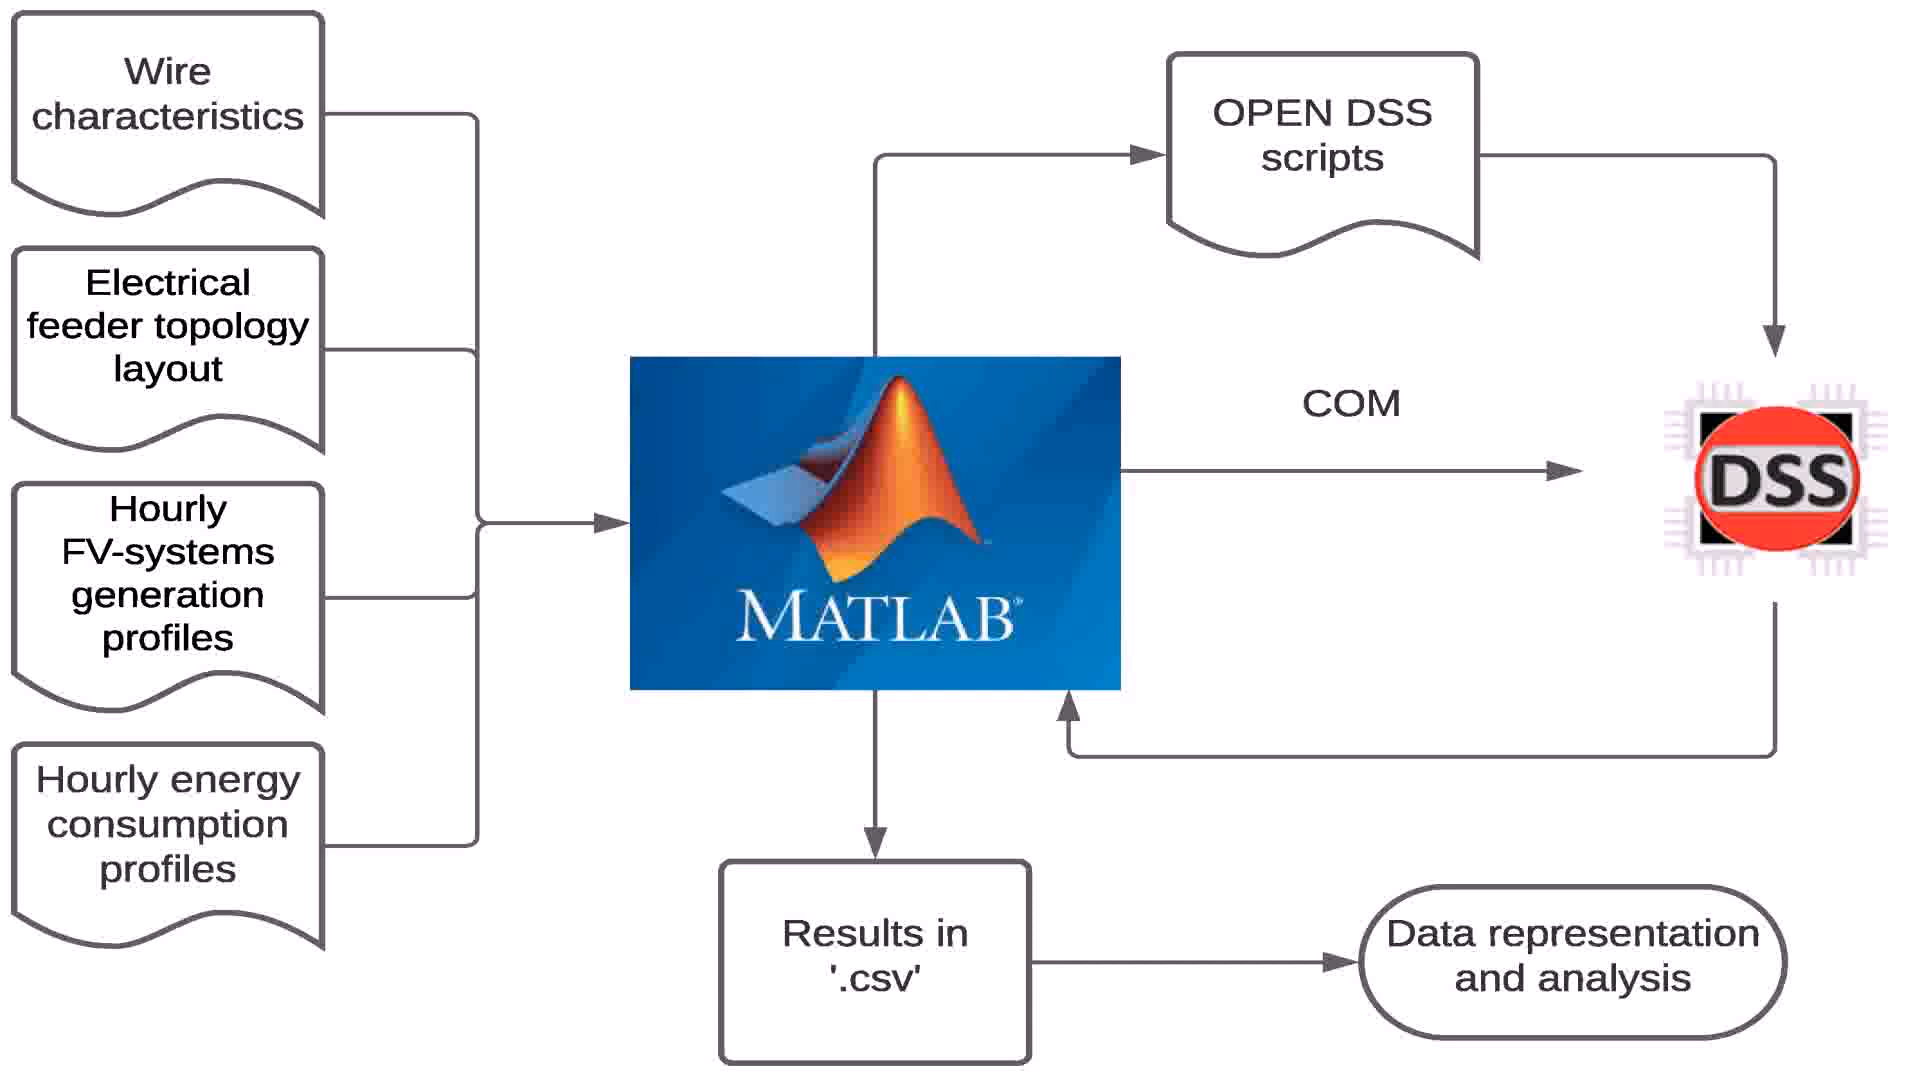 Wire
characteristics
Electrical
feeder topology
layout
Hourly
FV-systems
generation
profiles
Hourly energy
consumption
profiles
MATLAB®
OPEN DSS
scripts
COM
DSS
Results in
'.csv'
Data representation
and analysis